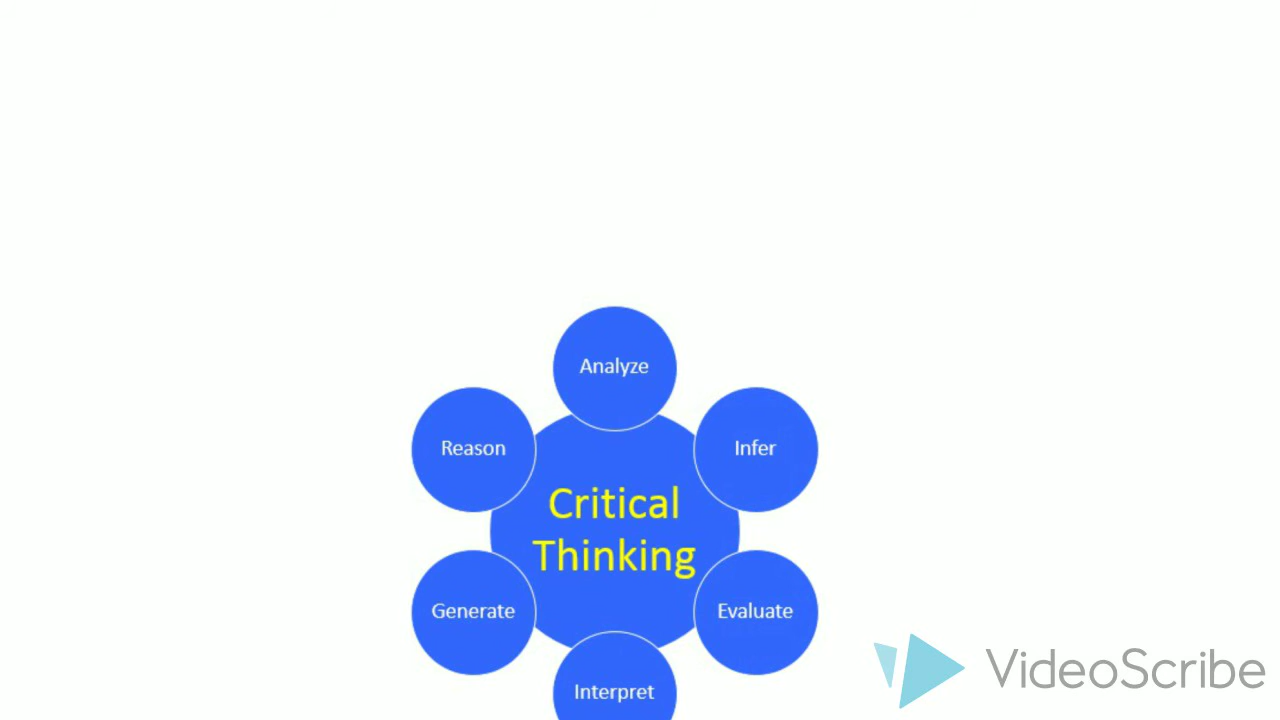 Analyze
Reason
Infer
Critical
Thinking
Generate
Evaluate
Interpret
VideoScribe